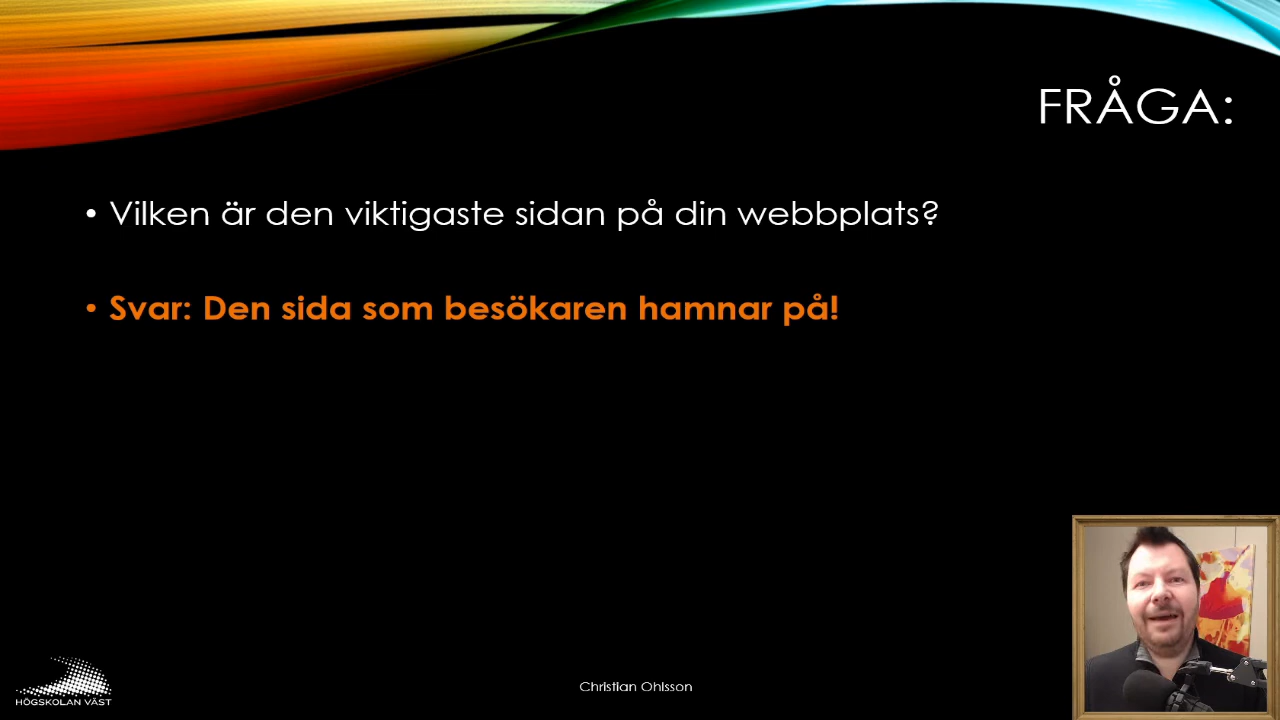 FRÅGA:
• Vilken är den viktigaste sidan på din webbplats?
• Svar: Den sida som besökaren hamnar på!
HÖGSKOLAN VÄST
Christian Ohlsson